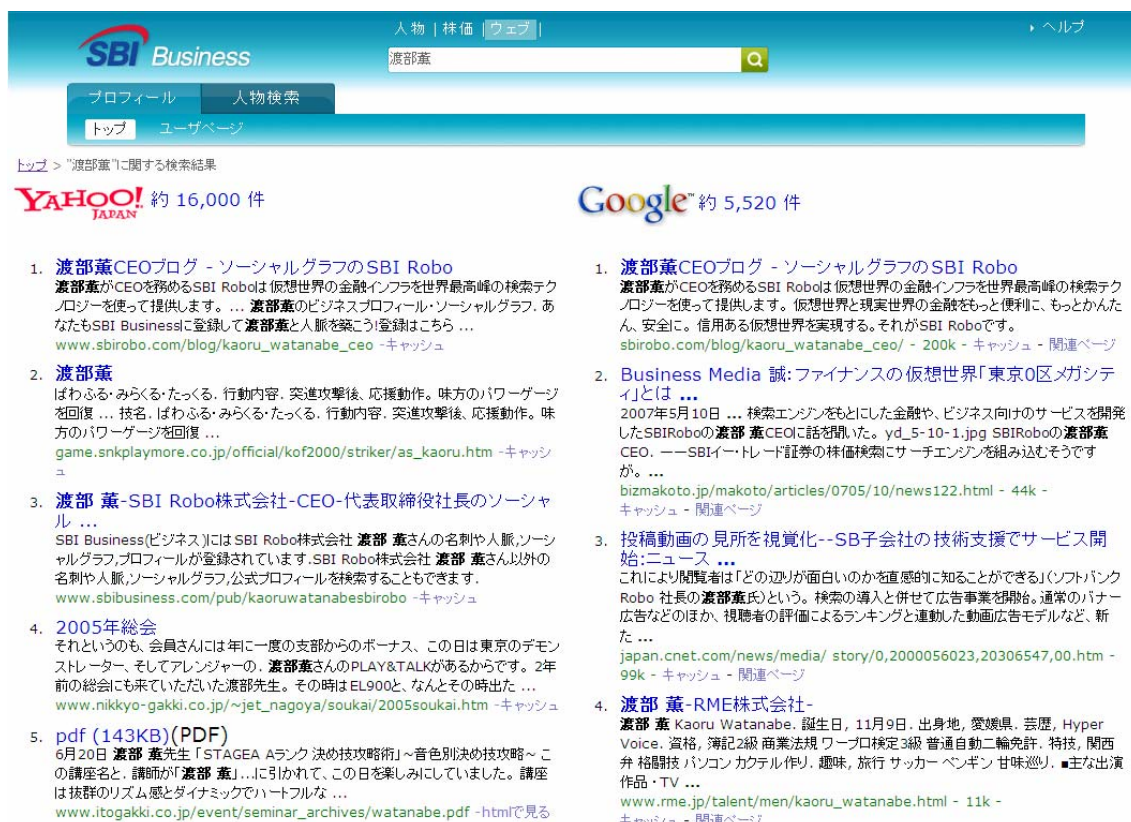 SBI Business
人物 | 株価 | ウェブ |
ヘルプ
渡部薫
プロフィール
人物検索
トップ
ユーザページ
トップ > "渡部薫"に関する検索結果
YAHOO! JAPAN 約 16,000 件
1. 渡部薫CEOブログ - ソーシャルグラフのSBI Robo
渡部薫がCEOを務めるSBI Roboは仮想世界の金融インフラを世界最高峰の検索テク
ノロジーを使って提供します。 ... 渡部薫のビジネスプロフィール・ソーシャルグラフ. あ
なたもSBI Businessに登録して渡部薫と人脈を築こう!登録はこちら ...
www.sbirobo.com/blog/kaoru_watanabe_ceo -キャッシュ
2. 渡部薫
ぱわふる・みらくる・たっくる. 行動内容. 突進攻撃後、応援動作。味方のパワーゲージ
を回復 ... 技名. ぱわふる・みらくる・たっくる. 行動内容. 突進攻撃後、応援動作。味
方のパワーゲージを回復 ...
game.snkplaymore.co.jp/official/kof2000/striker/as_kaoru.htm -キャッシ
ュ
3. 渡部 薫-SBI Robo株式会社-CEO-代表取締役社長のソーシャ
ル ...
SBI Business(ビジネス)にはSBI Robo株式会社 渡部 薫さんの名刺や人脈,ソーシ
ャルグラフ,プロフィールが登録されています.SBI Robo株式会社 渡部 薫さん以外の
名刺や人脈,ソーシャルグラフ,公式プロフィールを検索することもできます.
www.sbibusiness.com/pub/kaoruwatanabesbirobo -キャッシュ
4. 2005年総会
それというのも、会員さんには年に一度の支部からのボーナス、この日は東京のデモン
ストレーター、そしてアレンジャーの. 渡部薫さんのPLAY&TALKがあるからです。2年
前の総会にも来ていただいた渡部先生。その時はEL900と、なんとその時出た ...
www.nikkyo-gakki.co.jp/~jet_nagoya/soukai/2005soukai.htm -キャッシュ
5. pdf (143KB)(PDF)
6月20日 渡部 薫先生「STAGEA Aランク 決め技攻略術」～音色別決め技攻略～ こ
の講座名と. 講師が「渡部 薫」...に引かれて、この日を楽しみにしていました。講座
は抜群のリズム感とダイナミックでハートフルな ...
www.itogakki.co.jp/event/seminar_archives/watanabe.pdf -htmlで見る
Google™ 約 5,520 件
1. 渡部薫CEOブログ - ソーシャルグラフのSBI Robo
渡部薫がCEOを務めるSBI Roboは仮想世界の金融インフラを世界最高峰の検索テク
ノロジーを使って提供します。仮想世界と現実世界の金融をもっと便利に、もっとかんた
ん、安全に。信用ある仮想世界を実現する。それがSBI Roboです。
sbirobo.com/blog/kaoru_watanabe_ceo/ - 200k - キャッシュ - 関連ページ
2. Business Media 誠:ファイナンスの仮想世界「東京0区メガシテ
ィ」とは ...
2007年5月10日 ... 検索エンジンをもとにした金融や、ビジネス向けのサービスを開発
したSBIRoboの渡部 薫CEOに話を聞いた。yd_5-10-1.jpg SBIRoboの渡部薫
CEO. ――SBIイー・トレード証券の株価検索にサーチエンジンを組み込むそうです
が。 ...
bizmakoto.jp/makoto/articles/0705/10/news122.html - 44k -
キャッシュ - 関連ページ
3. 投稿動画の見所を視覚化--SB子会社の技術支援でサービス開
始:ニュース ...
これにより閲覧者は「どの辺りが面白いのかを直感的に知ることができる」(ソフトバンク
Robo 社長の渡部薫氏)という。検索の導入と併せて広告事業を開始。通常のバナー
広告などのほか、視聴者の評価によるランキングと連動した動画広告モデルなど、新
た ...
japan.cnet.com/news/media/ story/0,2000056023,20306547,00.htm -
99k - キャッシュ - 関連ページ
4. 渡部 薫-RME株式会社-
渡部 薫 Kaoru Watanabe. 誕生日, 11月9日. 出身地, 愛媛県. 芸歴, Hyper
Voice. 資格, 簿記2級 商業法規 ワープロ検定3級 普通自動二輪免許. 特技, 関西
弁 格闘技 パソコン カクテル作り. 趣味, 旅行 サッカー ペンギン 甘味巡り. ■主な出演
作品・TV ...
www.rme.jp/talent/men/kaoru_watanabe.html - 11k -
キャッシュ - 関連ページ